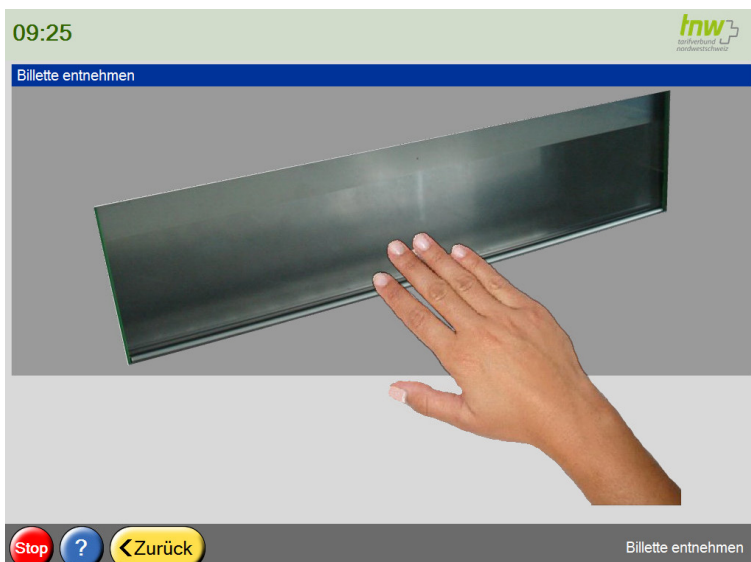 09:25
tnw
tarifverbund
nordwestschweiz
Billette entnehmen
Stop
?
Zurück
Billette entnehmen